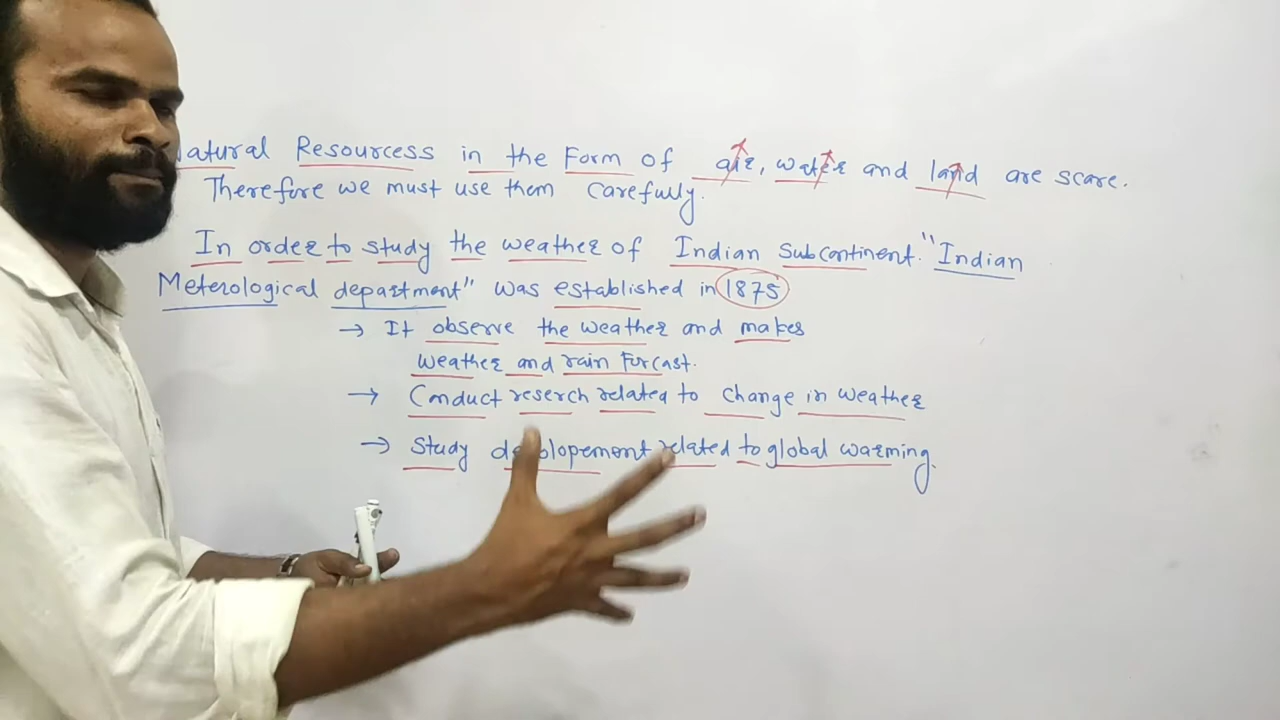 Natural Resourcess in the Form of air, water and land are scare.
Therefore we must use them carefully.
In order to study the weather of Indian Subcontinent. "Indian
Meterological department" was established in 1875
→ It observe the weather and makes
weather and rain Forcast.
→ Conduct reserch related to change in weather
→ Study related to global warming.